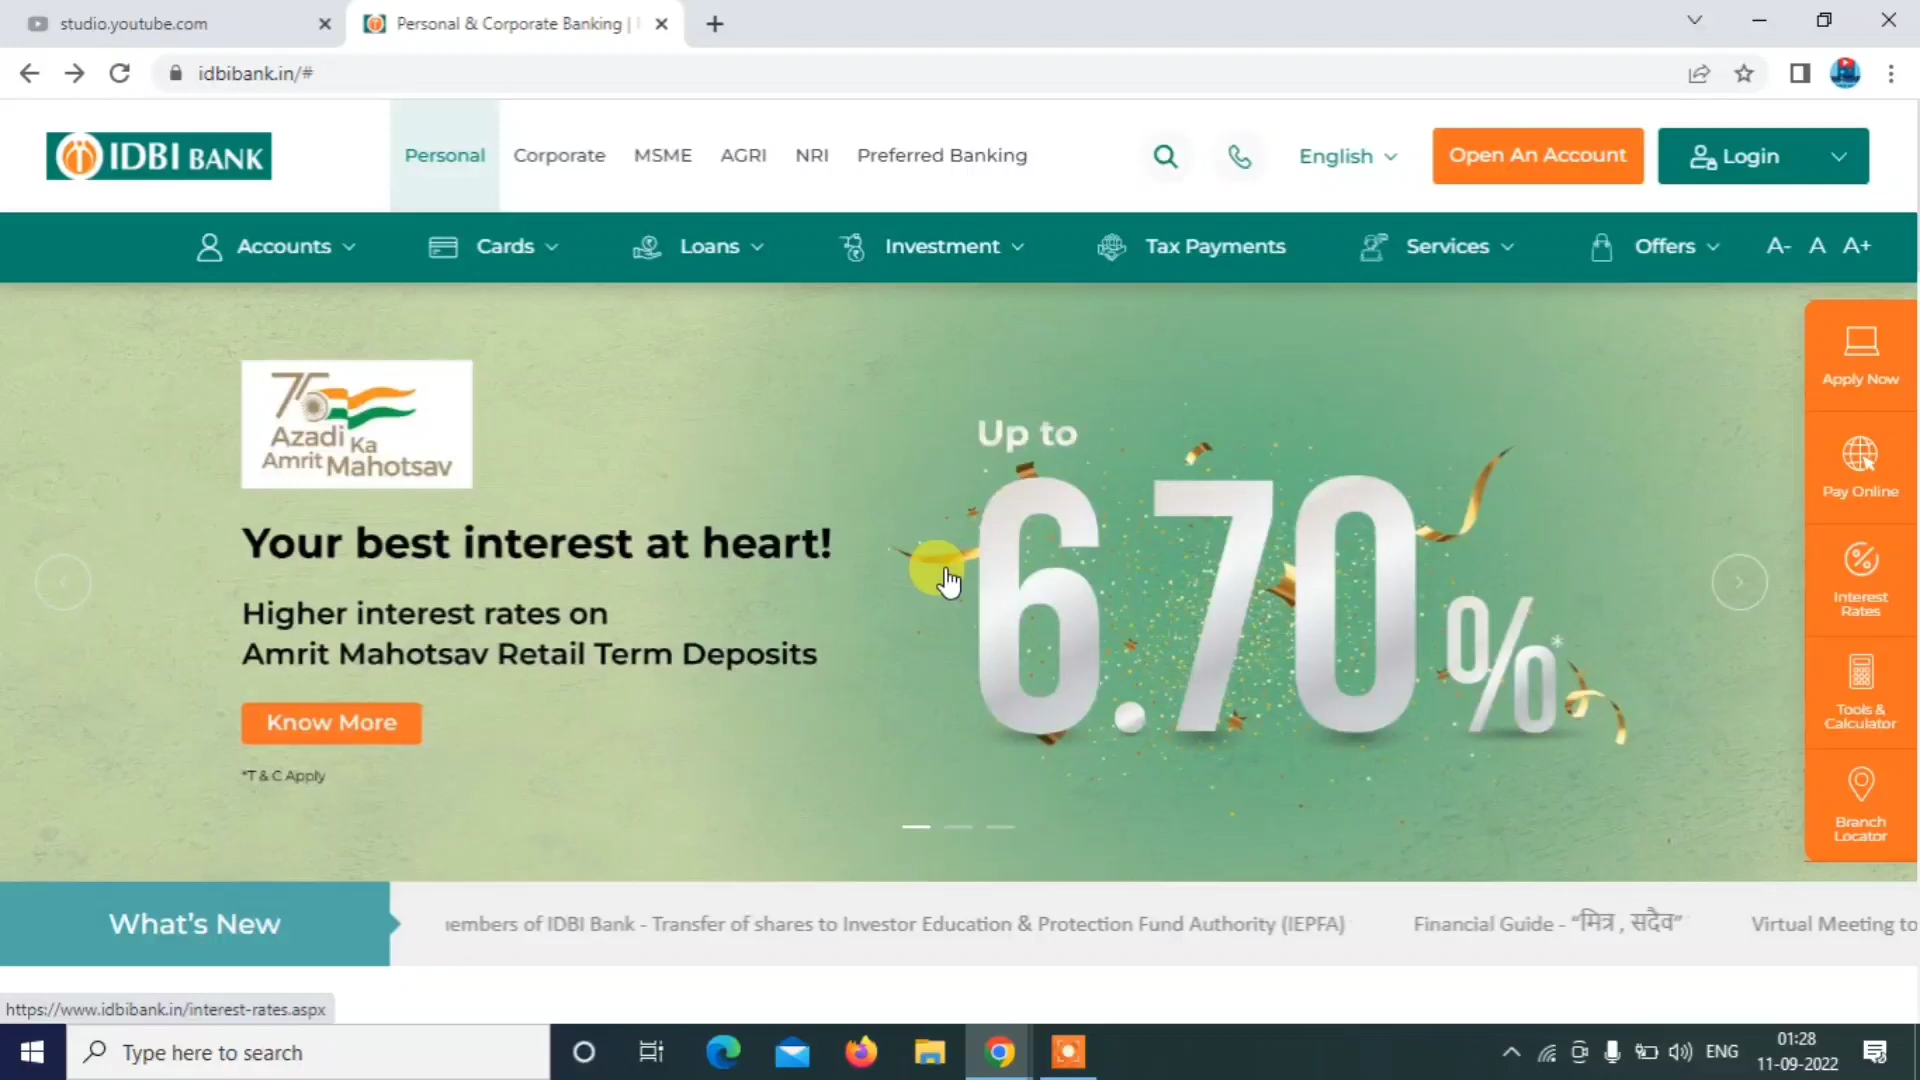 studio.youtube.com
Personal & Corporate Banking |
idbibank.in/#
IDBI BANK
Personal
Corporate
MSME
AGRI
NRI
Preferred Banking
English
Open An Account
Login
Accounts
Cards
Loans
Investment
Tax Payments
Services
Offers
A- A A+
75
Azadi Ka
Amrit Mahotsav
Your best interest at heart!
Higher interest rates on
Amrit Mahotsav Retail Term Deposits
Know More
*T & C Apply
Up to
6.70%*
Apply Now
Pay Online
Interest
Rates
Tools &
Calculator
Branch
Locator
What's New
embers of IDBI Bank - Transfer of shares to Investor Education & Protection Fund Authority (IEPFA)
Financial Guide - “मित्र , सदैव”
Virtual Meeting to
https://www.idbibank.in/interest-rates.aspx
Type here to search
ENG
01:28
11-09-2022